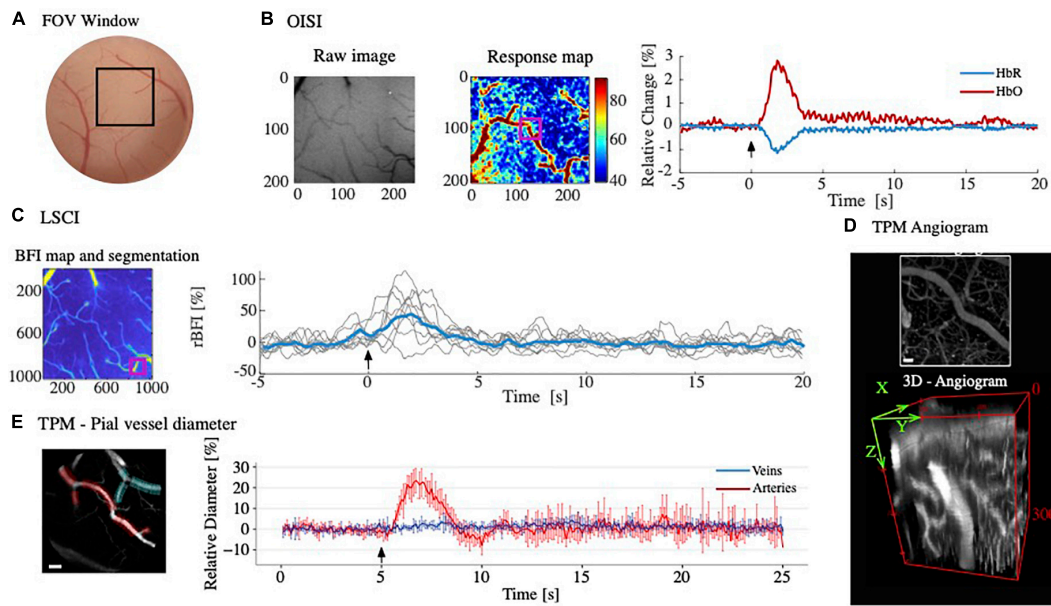 A FOV Window
B OISI
Raw image
0
100
200
0 100 200
Response map
0
100
200
0 100 200
80
60
40
Relative Change [%]
3
2
1
0
-1
-2
HbR
HbO
-5 0 5 10 15 20
Time [s]
C LSCI
BFI map and segmentation
200
600
1000
200 600 1000
rBFI [%]
100
50
0
-50
-5 0 5 10 15 20
Time [s]
D TPM Angiogram
3D - Angiogram
X
Y
Z
0
300
E TPM - Pial vessel diameter
Relative Diameter [%]
30
20
10
0
−10
Veins
Arteries
0 5 10 15 20 25
Time [s]